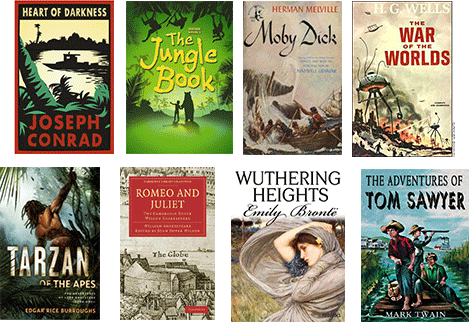 HEART OF DARKNESS
JOSEPH
CONRAD
The
Jungle
Book
HERMAN MELVILLE
Moby Dick
H. G. WELLS
THE
WAR OF
THE
WORLDS
TARZAN
OF THE APES
EDGAR RICE BURROUGHS
ROMEO AND
JULIET
The Globe
WUTHERING
HEIGHTS
Emily Brontë
THE ADVENTURES OF
TOM SAWYER
MARK TWAIN